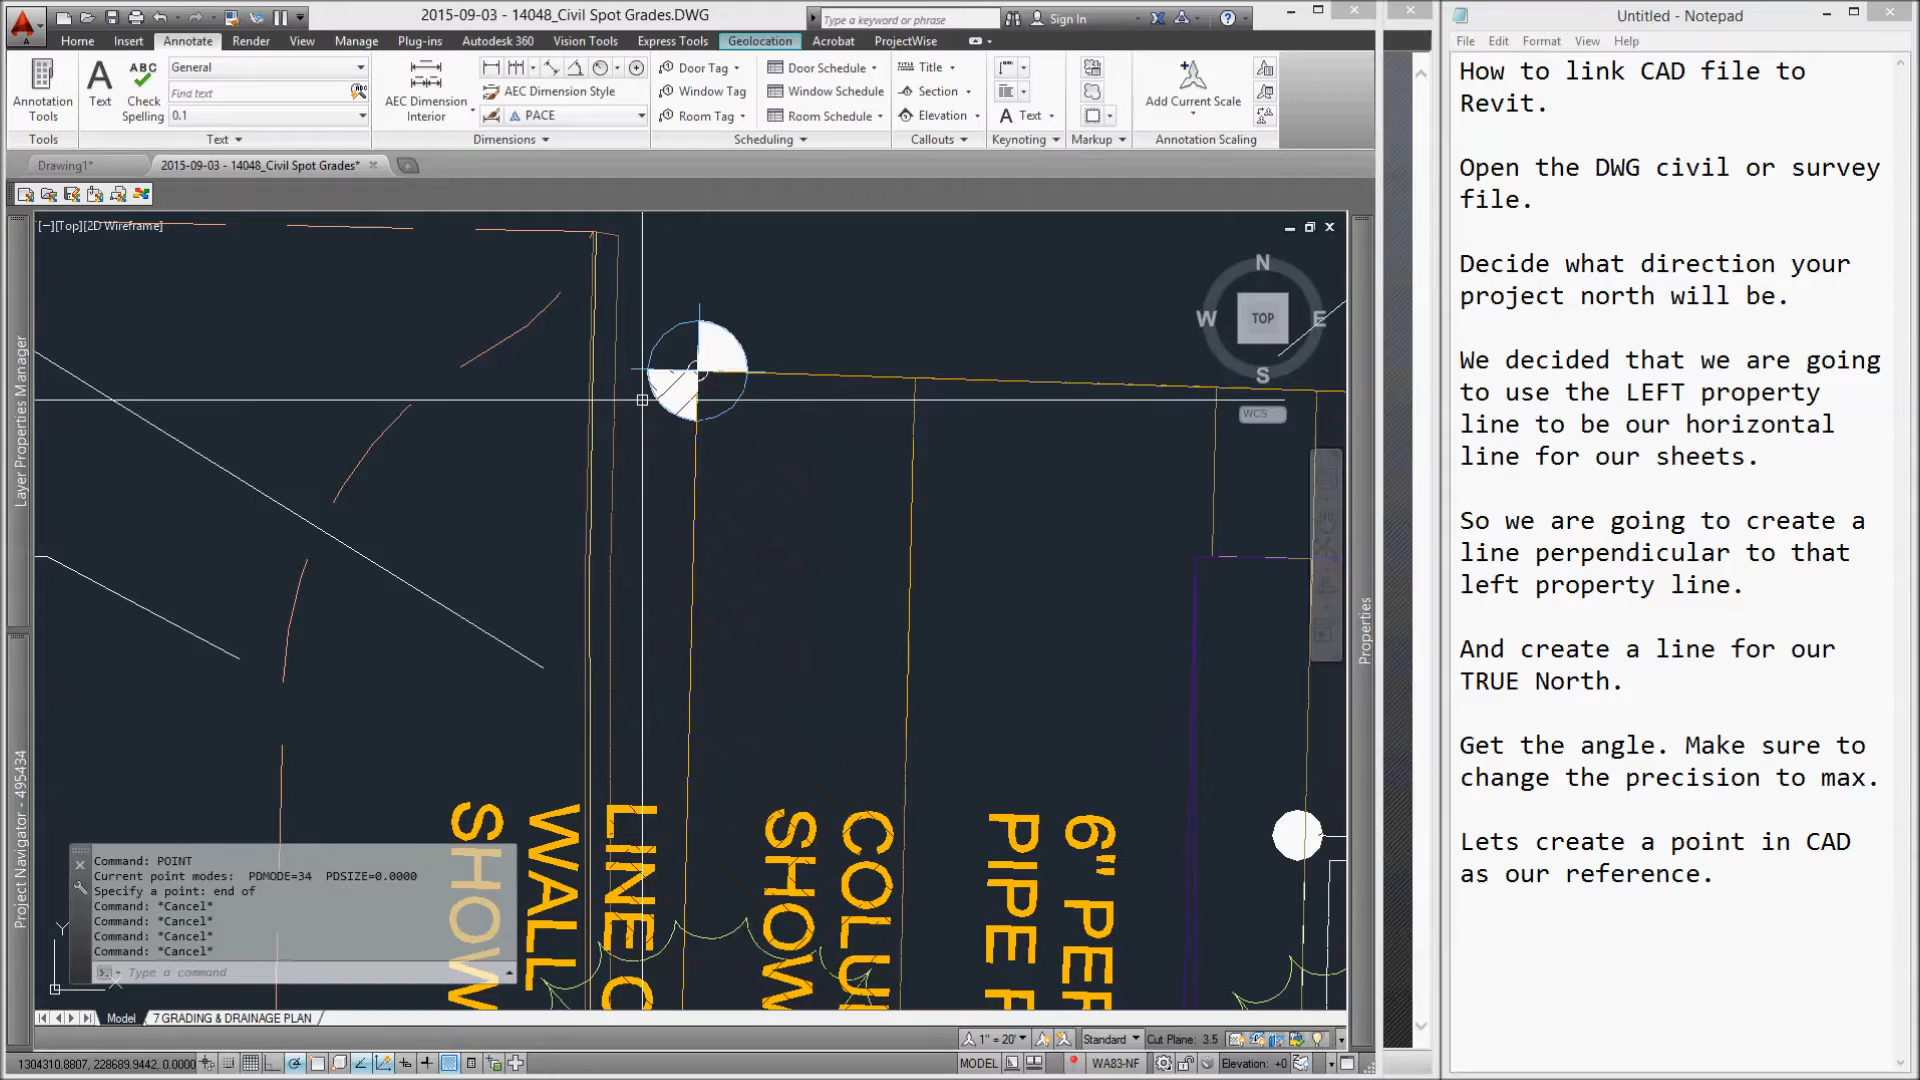 2015-09-03 - 14048_Civil Spot Grades.DWG
Type a keyword or phrase
Sign In
Untitled - Notepad
Home Insert Annotate Render View Manage Plug-ins Autodesk 360 Vision Tools Express Tools Geolocation Acrobat ProjectWise
File Edit Format View Help
Annotation Tools
Text
ABC
Check Spelling
General
Find text
0.1
AEC Dimension Interior
AEC Dimension Style
PACE
Door Tag
Window Tag
Room Tag
Door Schedule
Window Schedule
Room Schedule
Title
Section
Elevation
Text
Add Current Scale
Tools Text Dimensions Scheduling Callouts Keynoting Markup Annotation Scaling
Drawing1*
2015-09-03 - 14048_Civil Spot Grades*
[−][Top][2D Wireframe]
N
W TOP E
S
WCS
Layer Properties Manager
Project Navigator - 495434
Properties
SHOW
WALL
LINE O
SHOW
COLU
PIPE F
6" PER
Command: POINT
Current point modes: PDMODE=34 PDSIZE=0.0000
Specify a point: end of
Command: *Cancel*
Command: *Cancel*
Command: *Cancel*
Command: *Cancel*
Type a command
Y
X
Model 7 GRADING & DRAINAGE PLAN
1" = 20' Standard Cut Plane: 3.5
1304310.8807, 228689.9442, 0.0000
MODEL
WA83-NF
Elevation: +0
How to link CAD file to
Revit.
Open the DWG civil or survey
file.
Decide what direction your
project north will be.
We decided that we are going
to use the LEFT property
line to be our horizontal
line for our sheets.
So we are going to create a
line perpendicular to that
left property line.
And create a line for our
TRUE North.
Get the angle. Make sure to
change the precision to max.
Lets create a point in CAD
as our reference.